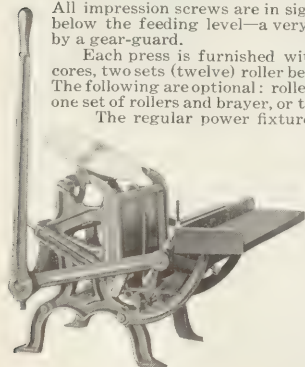 All impression screws are in sig
below the feeding level—a very
by a gear-guard.
Each press is furnished wit
cores, two sets (twelve) roller be
The following are optional: rolle
one set of rollers and brayer, or t
The regular power fixture